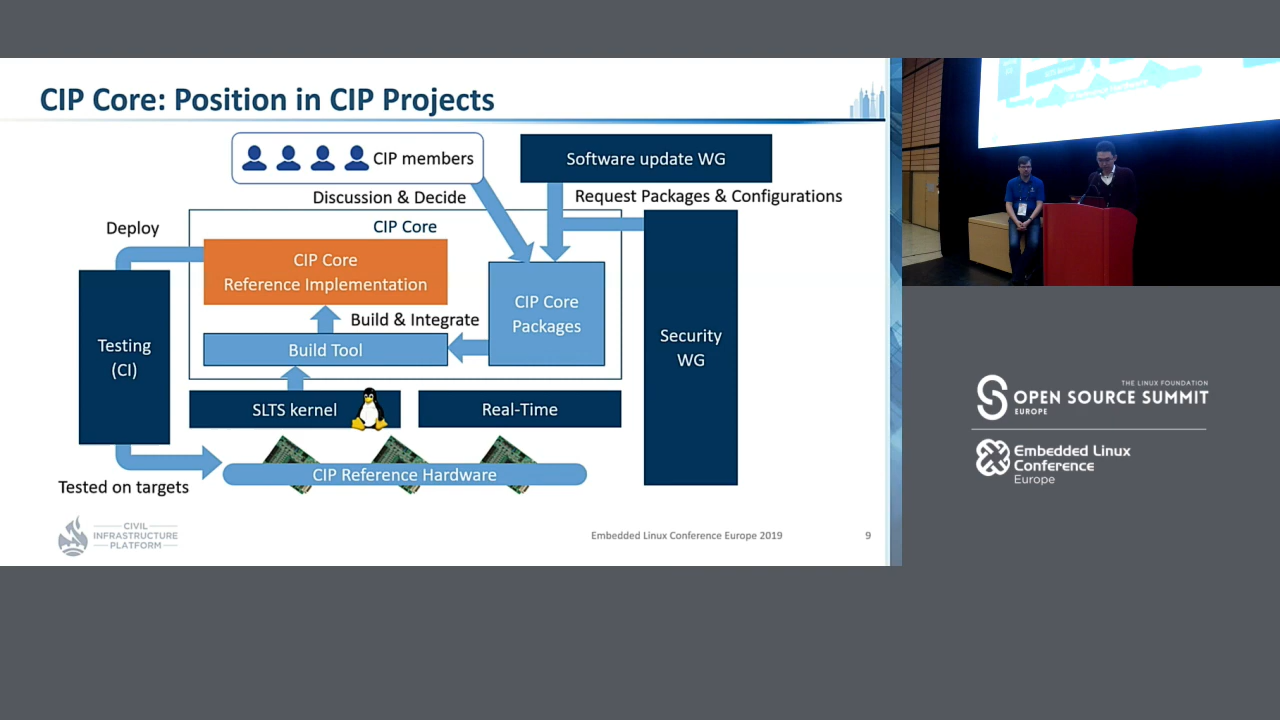 CIP Core: Position in CIP Projects
CIP members
Software update WG
Discussion & Decide
Request Packages & Configurations
Deploy
CIP Core
CIP Core
Reference Implementation
CIP Core
Packages
Build & Integrate
Testing
(CI)
Security
WG
Build Tool
SLTS kernel
Real-Time
CIP Reference Hardware
Tested on targets
CIVIL
INFRASTRUCTURE
PLATFORM
Embedded Linux Conference Europe 2019
9
THE LINUX FOUNDATION
OPEN SOURCE SUMMIT
EUROPE
Embedded Linux
Conference
Europe